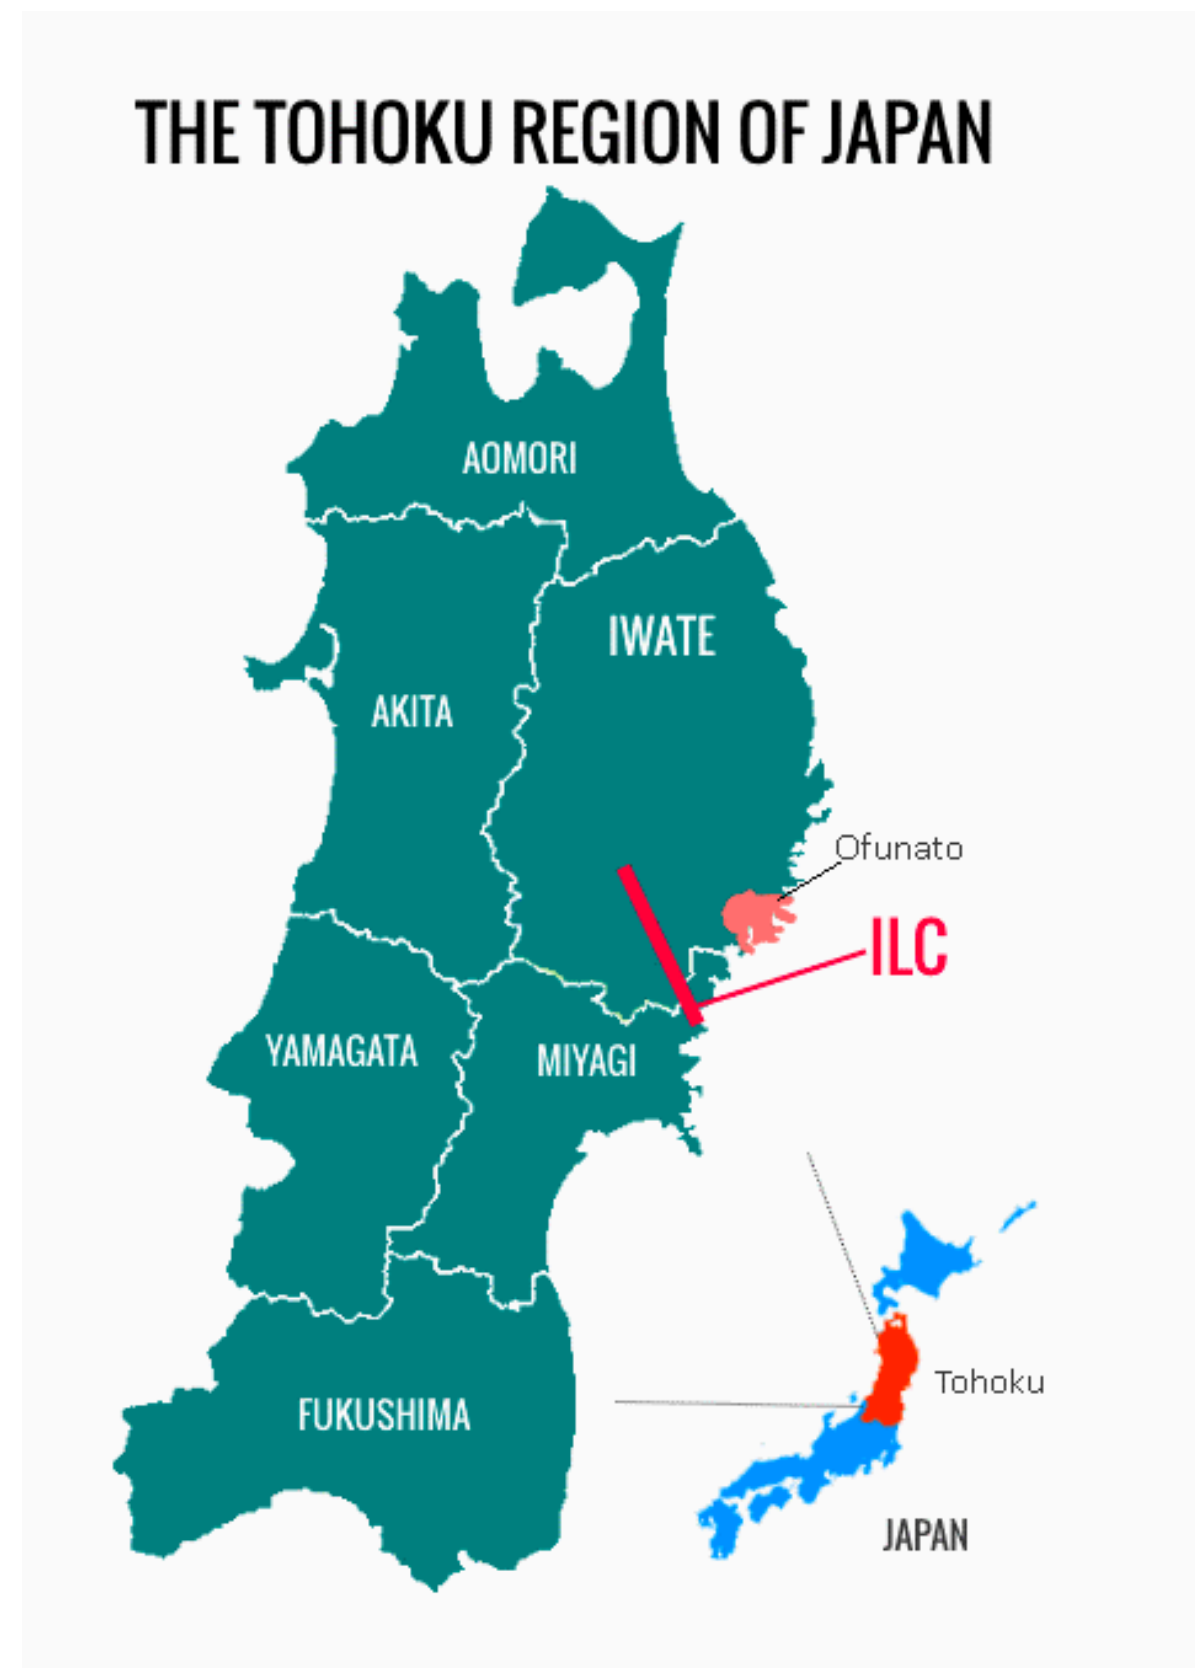 THE TOHOKU REGION OF JAPAN
AOMORI
IWATE
AKITA
Ofunato
ILC
YAMAGATA
MIYAGI
Tohoku
FUKUSHIMA
JAPAN